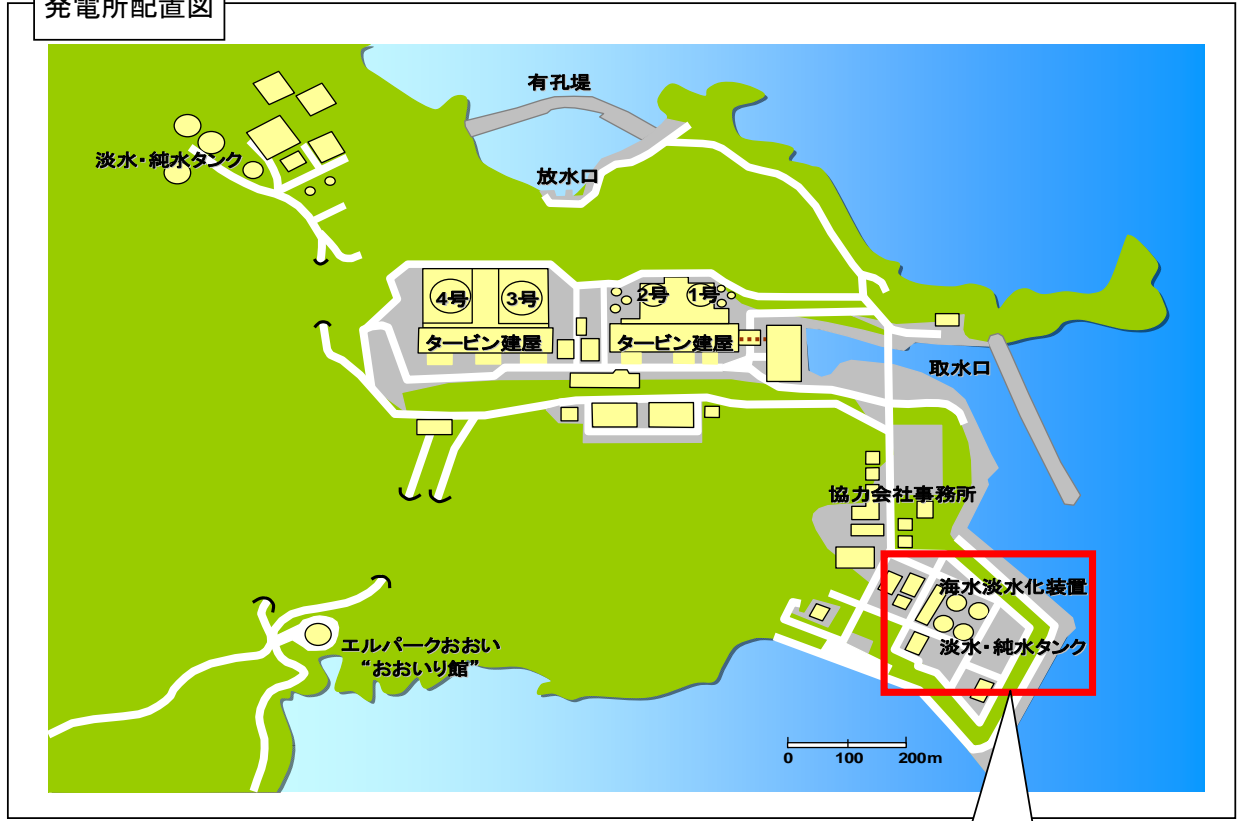 発電所配置図
有孔堤
淡水・純水タンク
放水口
4号
3号
2号
1号
タービン建屋
タービン建屋
取水口
協力会社事務所
海水淡水化装置
淡水・純水タンク
エルパークおおい
“おおいり館”
0
100
200m